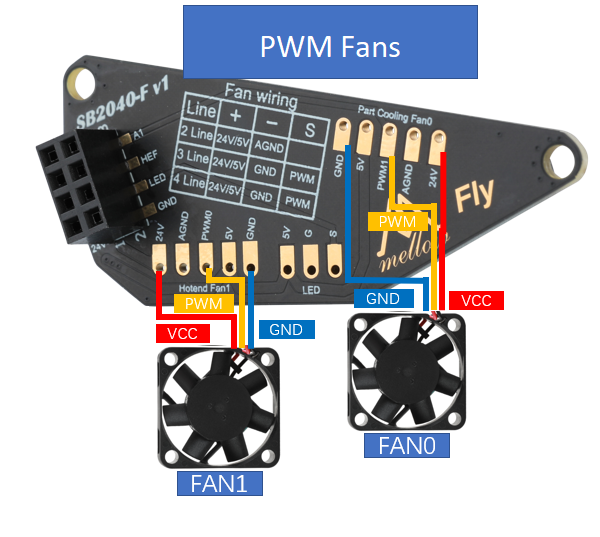 PWM Fans
SB2040-F v1
Fan wiring
Line + − S
2 Line 24V/5V AGND
3 Line 24V/5V GND PWM
4 Line 24V/5V GND PWM
Part Cooling Fan0
GND 5V PWM1 AGND 24V
A1
HEF
LED
GND
24V AGND PWM0 5V GND
5V G S
Hotend Fan1
LED
Fly
mellow
PWM
GND
VCC
PWM
VCC
GND
FAN1
FAN0